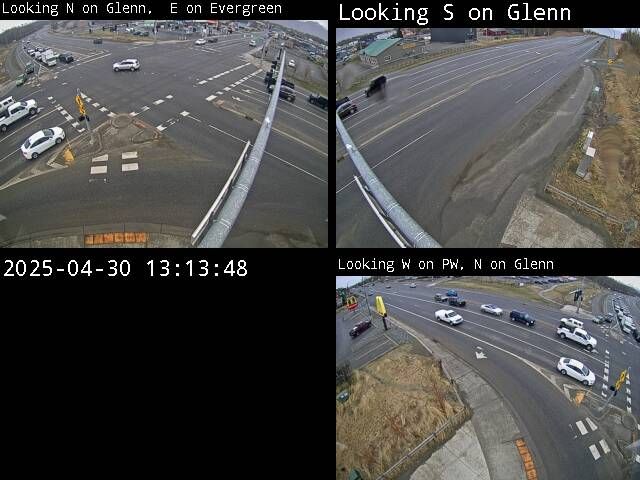 Looking N on Glenn,  E on Evergreen
Looking S on Glenn
2025-04-30 13:13:48
Looking W on PW, N on Glenn